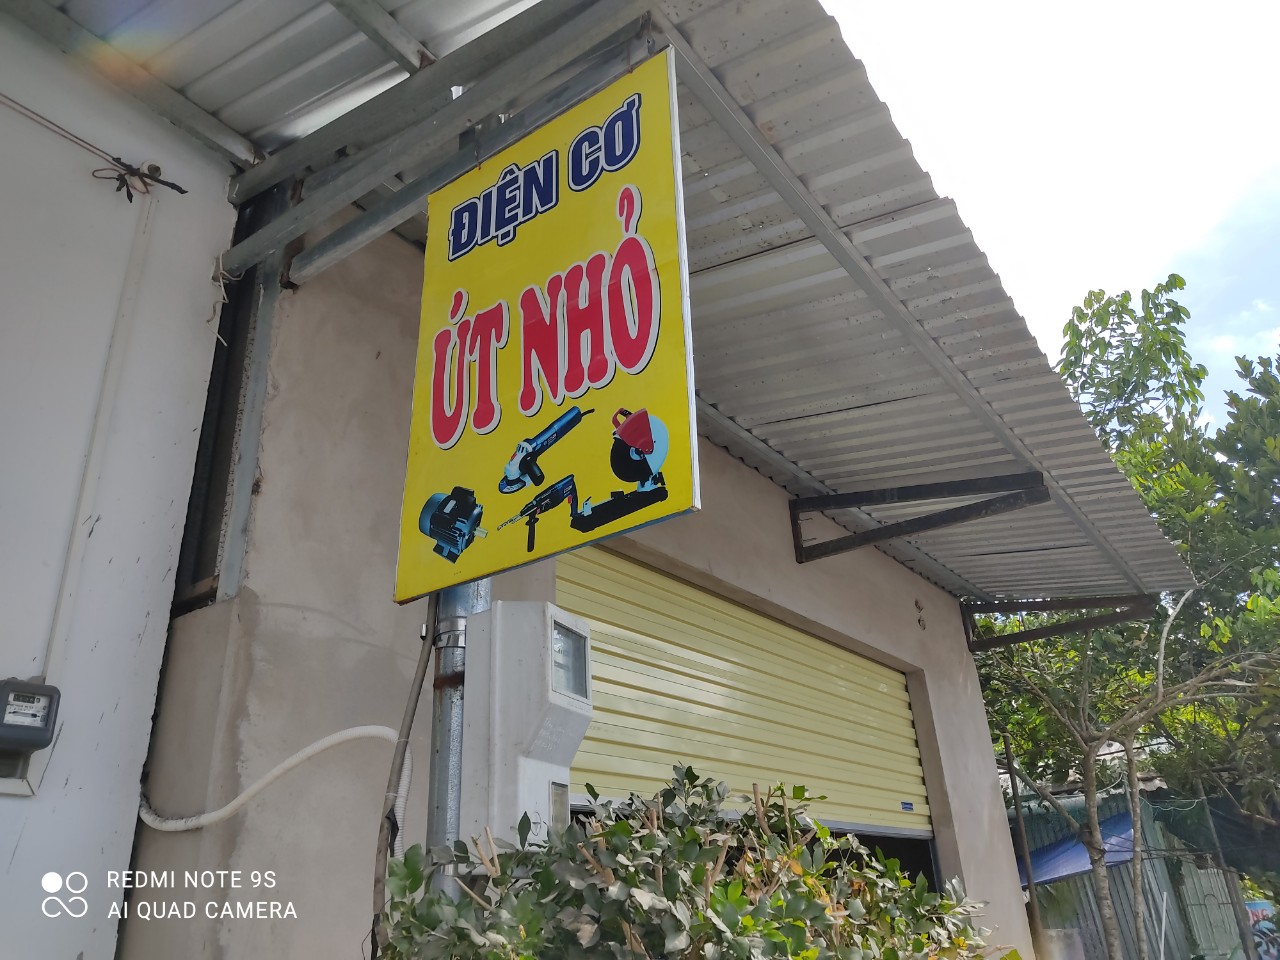 ĐIỆN CƠ
ÚT NHỎ
REDMI NOTE 9S
AI QUAD CAMERA